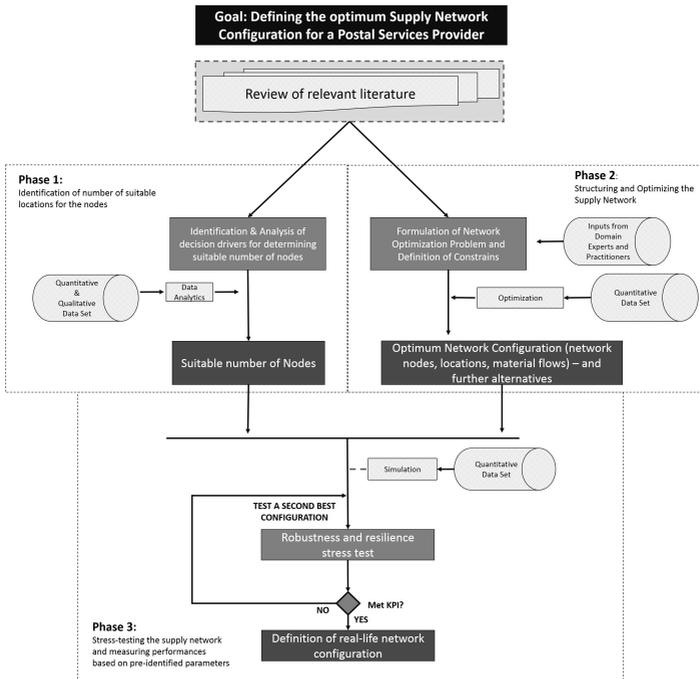 Goal: Defining the optimum Supply Network
Configuration for a Postal Services Provider
Review of relevant literature
Phase 1:
Identification of number of suitable
locations for the nodes
Phase 2:
Structuring and Optimizing the
Supply Network
Identification & Analysis of
decision drivers for determining
suitable number of nodes
Formulation of Network
Optimization Problem and
Definition of Constrains
Inputs from
Domain
Experts and
Practitioners
Quantitative
&
Qualitative
Data Set
Data
Analytics
Optimization
Quantitative
Data Set
Suitable number of Nodes
Optimum Network Configuration (network
nodes, locations, material flows) – and
further alternatives
Simulation
Quantitative
Data Set
TEST A SECOND BEST
CONFIGURATION
Robustness and resilience
stress test
Met KPI?
NO
YES
Phase 3:
Stress-testing the supply network
and measuring performances
based on pre-identified parameters
Definition of real-life network
configuration